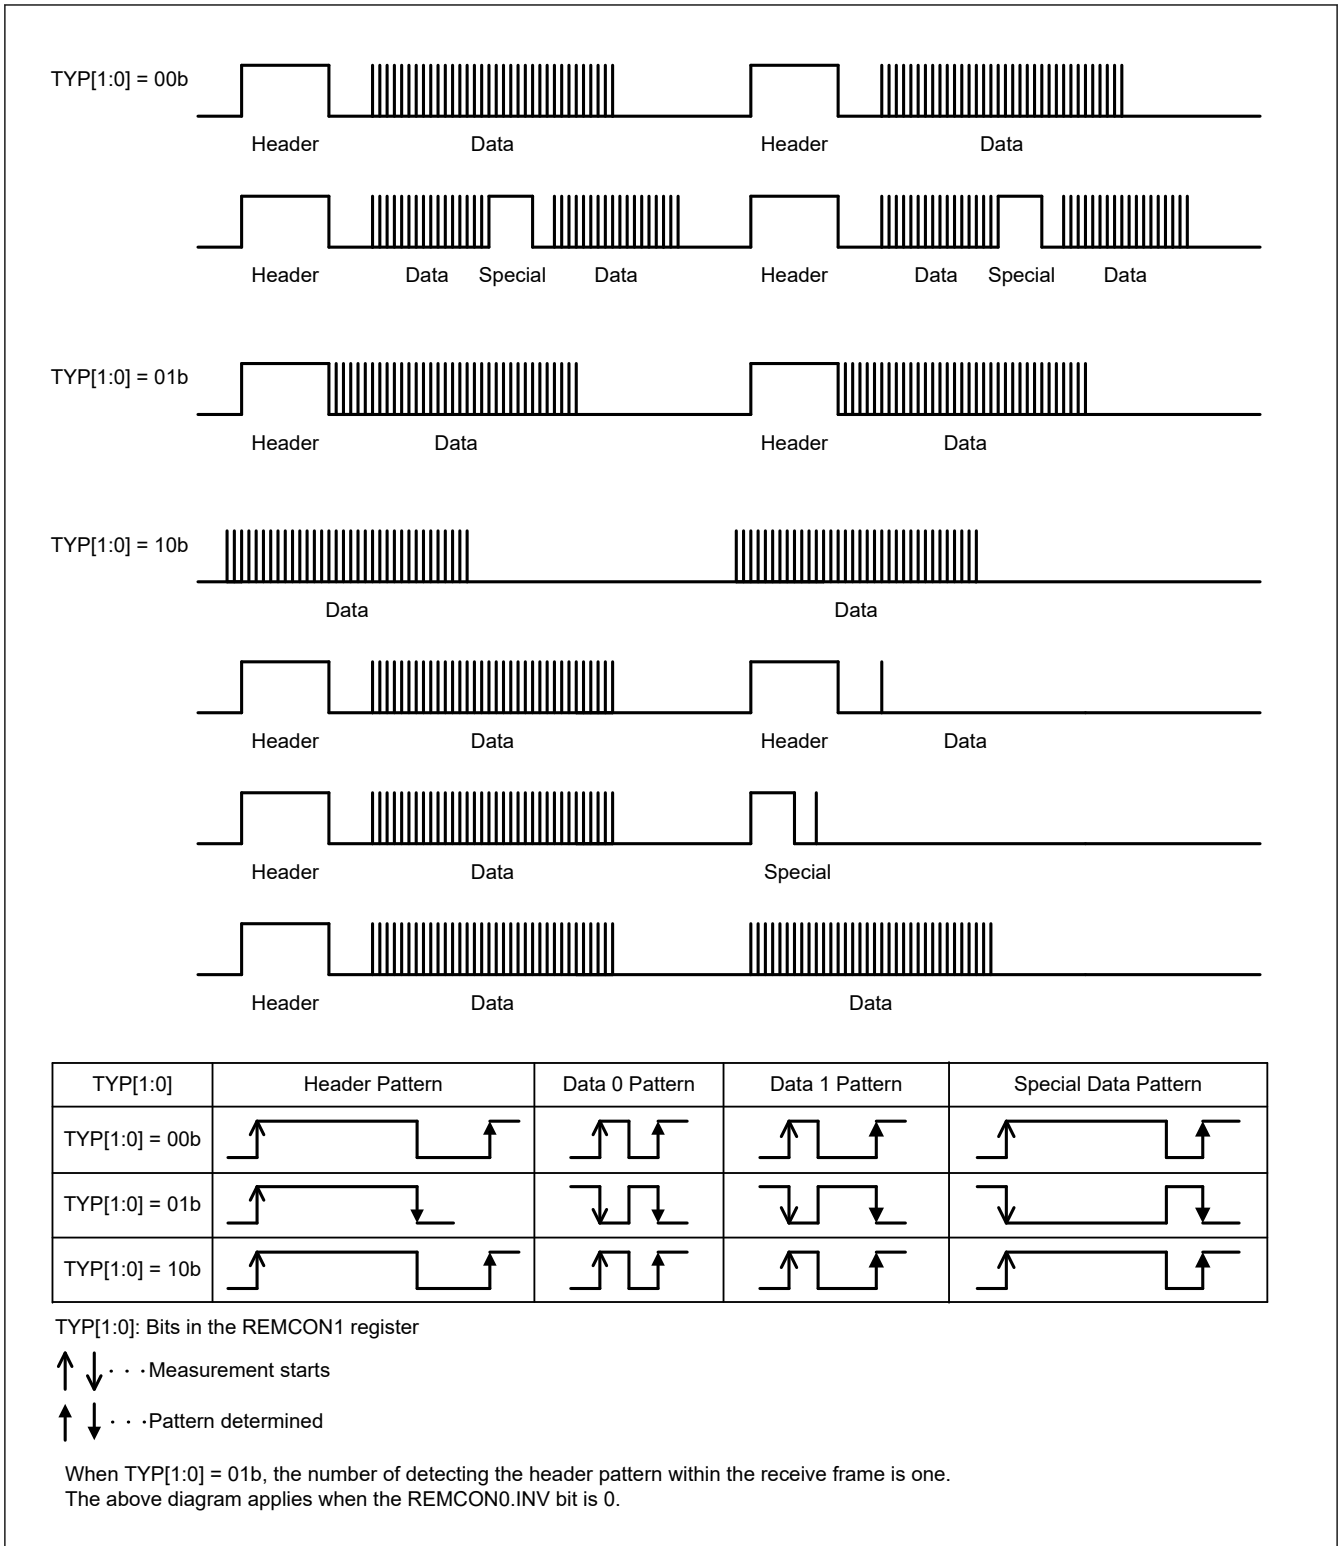 TYP[1:0] = 00b
Header Data Header Data
Header Data Special Data Header Data Special Data
TYP[1:0] = 01b
Header Data Header Data
TYP[1:0] = 10b
Data Data
Header Data Header Data
Header Data Special
Header Data Data
TYP[1:0] Header Pattern Data 0 Pattern Data 1 Pattern Special Data Pattern
TYP[1:0] = 00b
TYP[1:0] = 01b
TYP[1:0] = 10b
TYP[1:0]: Bits in the REMCON1 register
· · ·Measurement starts
· · ·Pattern determined
When TYP[1:0] = 01b, the number of detecting the header pattern within the receive frame is one.
The above diagram applies when the REMCON0.INV bit is 0.